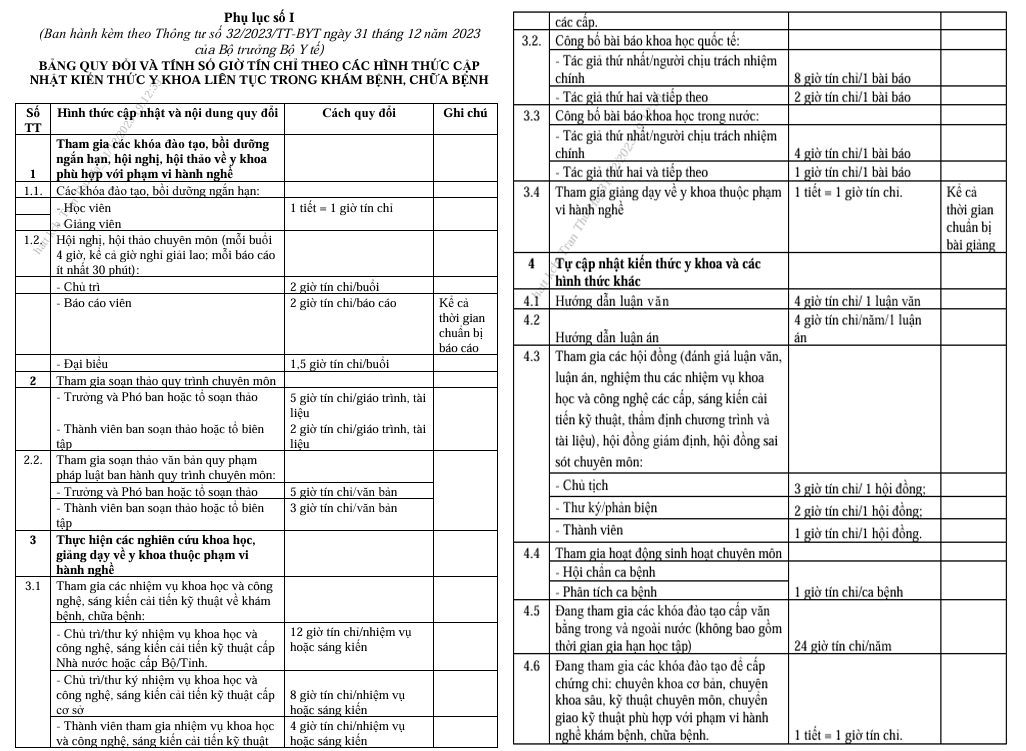 Phụ lục số I
(Ban hành kèm theo Thông tư số 32/2023/TT-BYT ngày 31 tháng 12 năm 2023
của Bộ trưởng Bộ Y tế)
BẢNG QUY ĐỔI VÀ TÍNH SỐ GIỜ TÍN CHỈ THEO CÁC HÌNH THỨC CẬP
NHẬT KIẾN THỨC Y KHOA LIÊN TỤC TRONG KHÁM BỆNH, CHỮA BỆNH
Số TT
Hình thức cập nhật và nội dung quy đổi
Cách quy đổi
Ghi chú
1
Tham gia các khóa đào tạo, bồi dưỡng
ngắn hạn, hội nghị, hội thảo về y khoa
phù hợp với phạm vi hành nghề
1.1. Các khóa đào tạo, bồi dưỡng ngắn hạn:
- Học viên
1 tiết = 1 giờ tín chỉ
- Giảng viên
1.2. Hội nghị, hội thảo chuyên môn (mỗi buổi
4 giờ, kể cả giờ nghỉ giải lao; mỗi báo cáo
ít nhất 30 phút):
- Chủ trì
2 giờ tín chỉ/buổi
- Báo cáo viên
2 giờ tín chỉ/báo cáo
Kể cả
thời gian
chuẩn bị
báo cáo
- Đại biểu
1,5 giờ tín chỉ/buổi
2 Tham gia soạn thảo quy trình chuyên môn
- Trưởng và Phó ban hoặc tổ soạn thảo
5 giờ tín chỉ/giáo trình, tài
liệu
- Thành viên ban soạn thảo hoặc tổ biên
tập
2 giờ tín chỉ/giáo trình, tài
liệu
2.2. Tham gia soạn thảo văn bản quy phạm
pháp luật ban hành quy trình chuyên môn:
- Trưởng và Phó ban hoặc tổ soạn thảo
5 giờ tín chỉ/văn bản
- Thành viên ban soạn thảo hoặc tổ biên
tập
3 giờ tín chỉ/văn bản
3 Thực hiện các nghiên cứu khoa học,
giảng dạy về y khoa thuộc phạm vi
hành nghề
3.1 Tham gia các nhiệm vụ khoa học và công
nghệ, sáng kiến cải tiến kỹ thuật về khám
bệnh, chữa bệnh:
- Chủ trì/thư ký nhiệm vụ khoa học và
công nghệ, sáng kiến cải tiến kỹ thuật cấp
Nhà nước hoặc cấp Bộ/Tỉnh.
12 giờ tín chỉ/nhiệm vụ
hoặc sáng kiến
- Chủ trì/thư ký nhiệm vụ khoa học và
công nghệ, sáng kiến cải tiến kỹ thuật cấp
cơ sở
8 giờ tín chỉ/nhiệm vụ
hoặc sáng kiến
- Thành viên tham gia nhiệm vụ khoa học
và công nghệ, sáng kiến cải tiến kỹ thuật
4 giờ tín chỉ/nhiệm vụ
hoặc sáng kiến
các cấp.
3.2. Công bố bài báo khoa học quốc tế:
- Tác giả thứ nhất/người chịu trách nhiệm
chính
8 giờ tín chỉ/1 bài báo
- Tác giả thứ hai và tiếp theo
2 giờ tín chỉ/1 bài báo
3.3 Công bố bài báo khoa học trong nước:
- Tác giả thứ nhất/người chịu trách nhiệm
chính
4 giờ tín chỉ/1 bài báo
- Tác giả thứ hai và tiếp theo
1 giờ tín chỉ/1 bài báo
3.4 Tham gia giảng dạy về y khoa thuộc phạm
vi hành nghề
1 tiết = 1 giờ tín chỉ.
Kể cả
thời gian
chuẩn bị
bài giảng
4 Tự cập nhật kiến thức y khoa và các
hình thức khác
4.1 Hướng dẫn luận văn
4 giờ tín chỉ/ 1 luận văn
4.2 Hướng dẫn luận án
4 giờ tín chỉ/năm/1 luận
án
4.3 Tham gia các hội đồng (đánh giá luận văn,
luận án, nghiệm thu các nhiệm vụ khoa
học và công nghệ các cấp, sáng kiến cải
tiến kỹ thuật, thẩm định chương trình và
tài liệu), hội đồng giám định, hội đồng sai
sót chuyên môn:
- Chủ tịch
3 giờ tín chỉ/ 1 hội đồng;
- Thư ký/phản biện
2 giờ tín chỉ/1 hội đồng;
- Thành viên
1 giờ tín chỉ/1 hội đồng.
4.4 Tham gia hoạt động sinh hoạt chuyên môn
- Hội chẩn ca bệnh
- Phân tích ca bệnh
1 giờ tín chỉ/ca bệnh
4.5 Đang tham gia các khóa đào tạo cấp văn
bằng trong và ngoài nước (không bao gồm
thời gian gia hạn học tập)
24 giờ tín chỉ/năm
4.6 Đang tham gia các khóa đào tạo để cấp
chứng chỉ: chuyên khoa cơ bản, chuyên
khoa sâu, kỹ thuật chuyên môn, chuyển
giao kỹ thuật phù hợp với phạm vi hành
nghề khám bệnh, chữa bệnh.
1 tiết = 1 giờ tín chỉ.